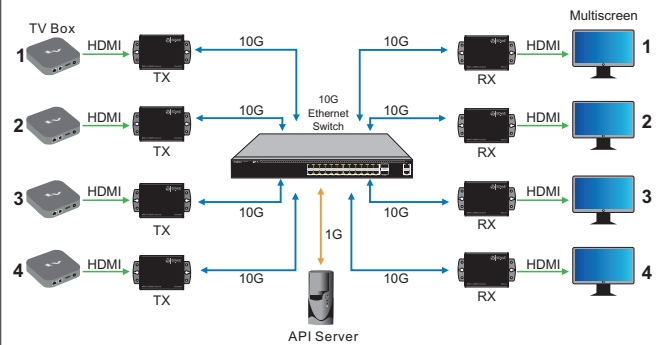 TV Box
Multiscreen
1
HDMI
TX
10G
10G
RX
HDMI
1
10G
Ethernet
Switch
2
HDMI
TX
10G
10G
RX
HDMI
2
3
HDMI
TX
10G
10G
RX
HDMI
3
1G
4
HDMI
TX
10G
10G
RX
HDMI
4
API Server